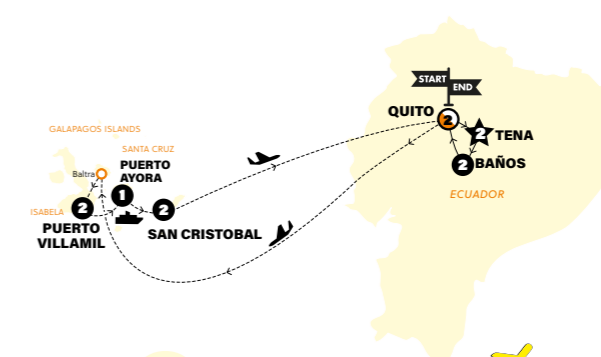 START
END
QUITO
2
2
TENA
2
BAÑOS
ECUADOR
GALAPAGOS ISLANDS
SANTA CRUZ
Baltra
PUERTO
AYORA
1
ISABELA
2
PUERTO
VILLAMIL
2
SAN CRISTOBAL